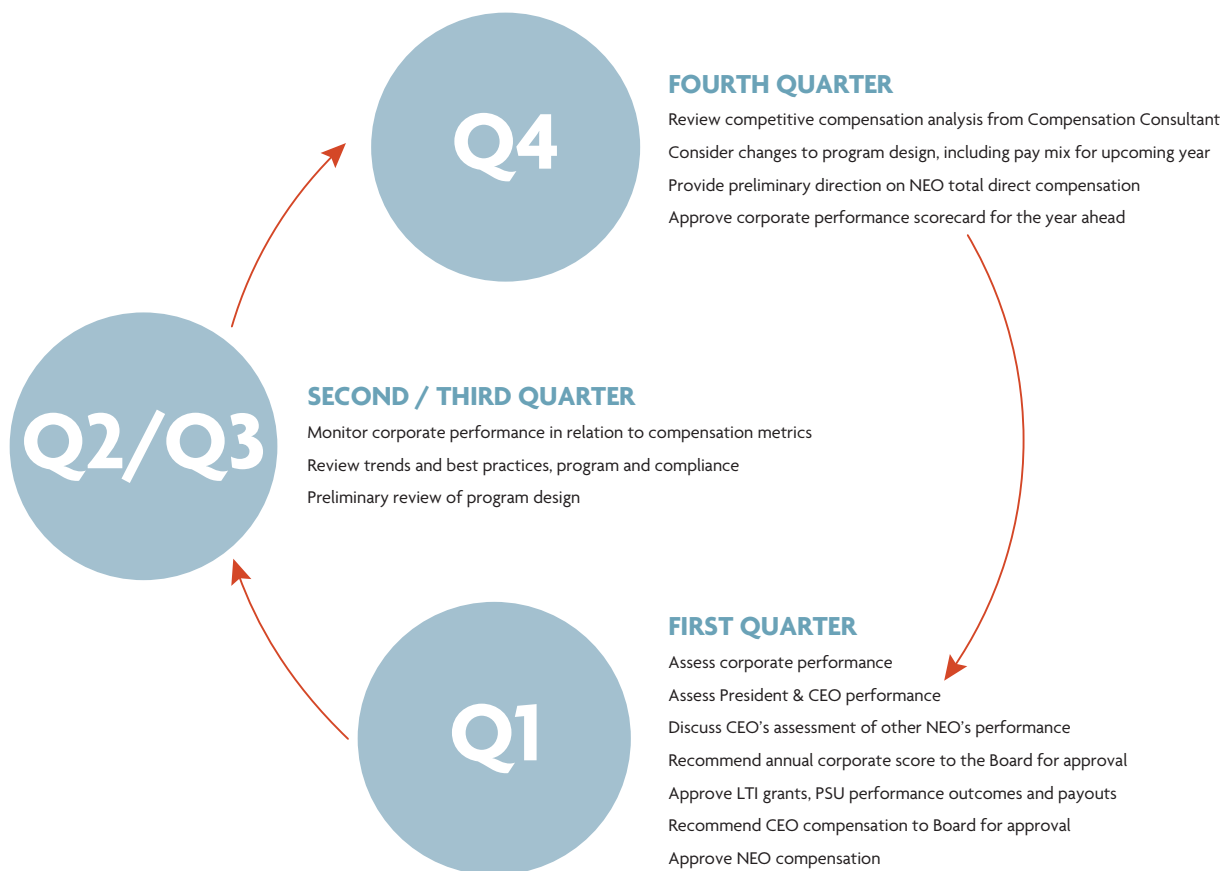 Q4
FOURTH QUARTER
Review competitive compensation analysis from Compensation Consultant
Consider changes to program design, including pay mix for upcoming year
Provide preliminary direction on NEO total direct compensation
Approve corporate performance scorecard for the year ahead
Q2/Q3
SECOND / THIRD QUARTER
Monitor corporate performance in relation to compensation metrics
Review trends and best practices, program and compliance
Preliminary review of program design
Q1
FIRST QUARTER
Assess corporate performance
Assess President & CEO performance
Discuss CEO’s assessment of other NEO’s performance
Recommend annual corporate score to the Board for approval
Approve LTI grants, PSU performance outcomes and payouts
Recommend CEO compensation to Board for approval
Approve NEO compensation